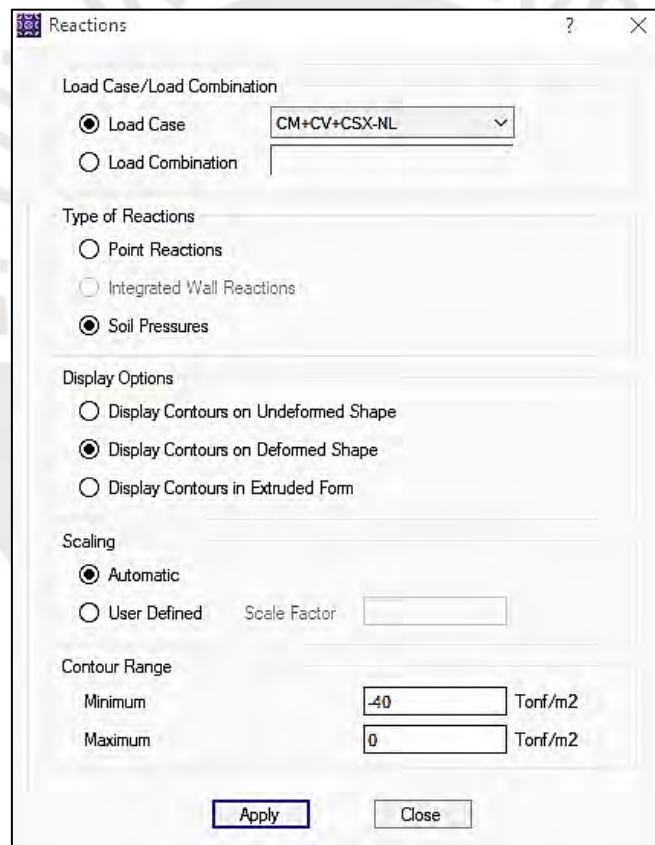 Reactions ?
Load Case/Load Combination
Load Case CM+CV+CSX-NL
Load Combination
Type of Reactions
Point Reactions
Integrated Wall Reactions
Soil Pressures
Display Options
Display Contours on Undeformed Shape
Display Contours on Deformed Shape
Display Contours in Extruded Form
Scaling
Automatic
User Defined Scale Factor
Contour Range
Minimum -40 Tonf/m2
Maximum 0 Tonf/m2
Apply Close